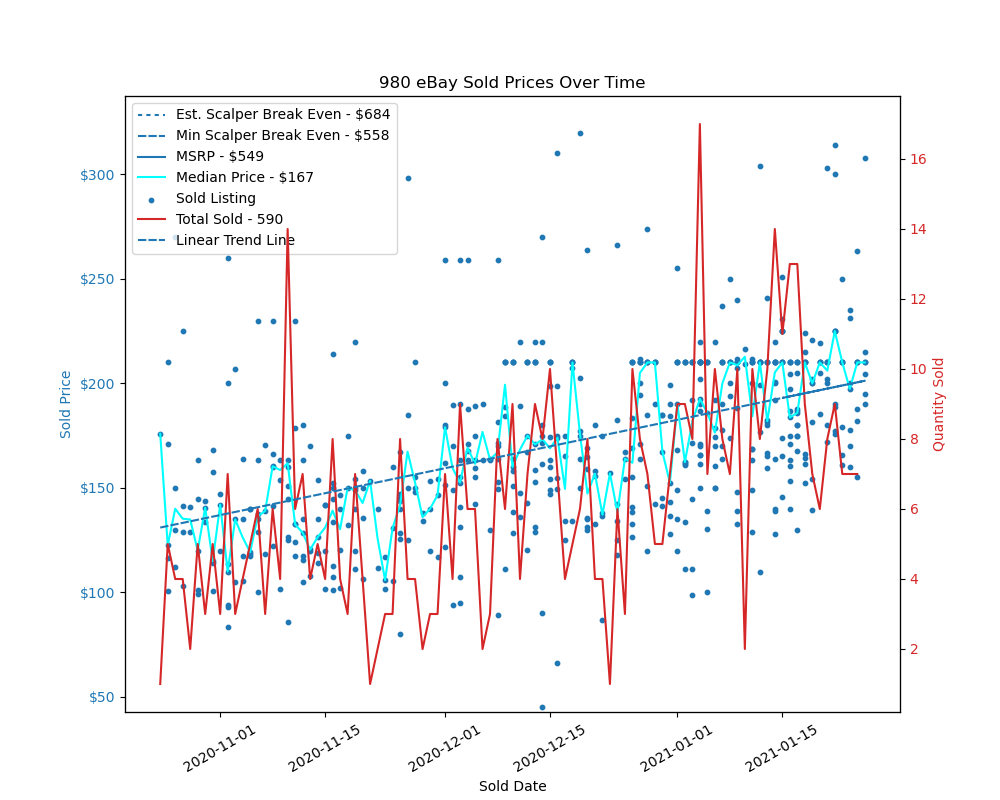 980 eBay Sold Prices Over Time
Est. Scalper Break Even - $684
Min Scalper Break Even - $558
MSRP - $549
Median Price - $167
Sold Listing
Total Sold - 590
Linear Trend Line
$300
$250
$200
$150
$100
$50
Sold Price
16
14
12
10
8
6
4
2
Quantity Sold
2020-11-01
2020-11-15
2020-12-01
2020-12-15
2021-01-01
2021-01-15
Sold Date